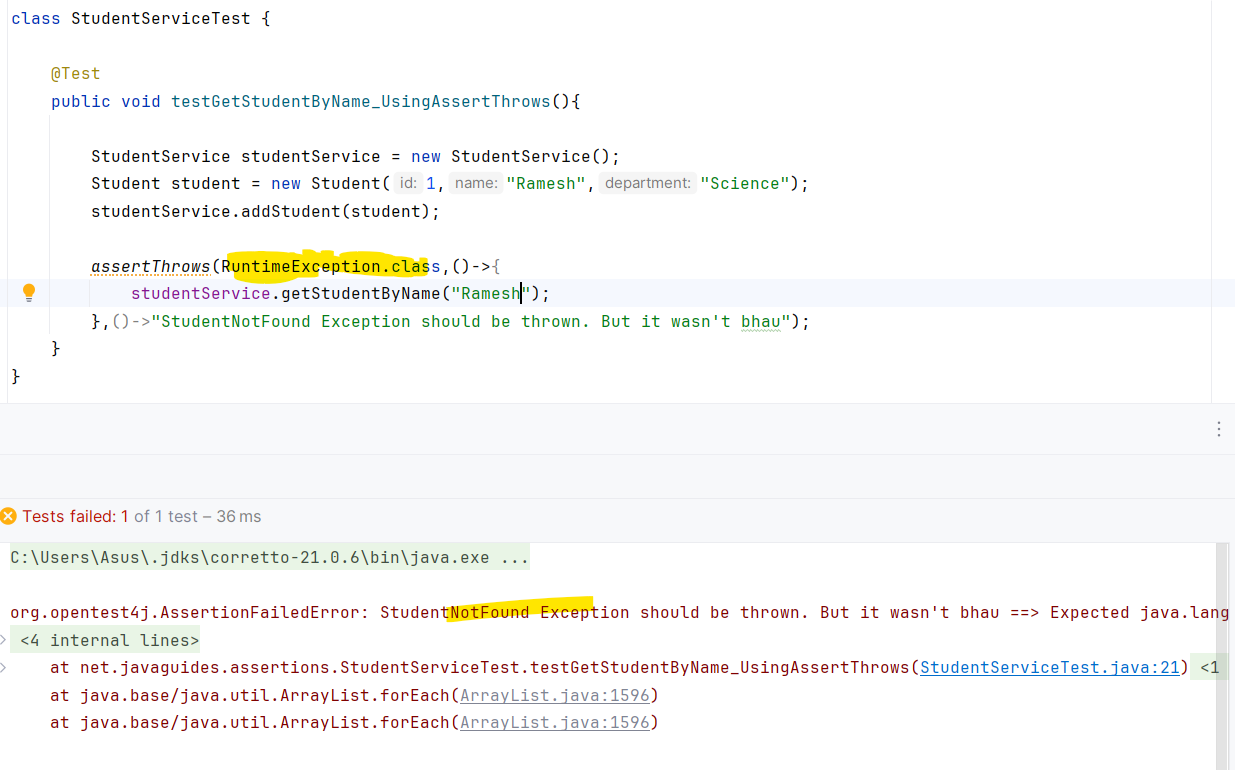 class StudentServiceTest {
@Test
public void testGetStudentByName_UsingAssertThrows(){
StudentService studentService = new StudentService();
Student student = new Student( id: 1, name: "Ramesh", department: "Science");
studentService.addStudent(student);
assertThrows(RuntimeException.class,()->{
studentService.getStudentByName("Ramesh");
},()->"StudentNotFound Exception should be thrown. But it wasn't bhau");
}
}
Tests failed: 1 of 1 test – 36 ms
C:\Users\Asus\.jdks\corretto-21.0.6\bin\java.exe ...
org.opentest4j.AssertionFailedError: StudentNotFound Exception should be thrown. But it wasn't bhau ==> Expected java.lang
<4 internal lines>
at net.javaguides.assertions.StudentServiceTest.testGetStudentByName_UsingAssertThrows(StudentServiceTest.java:21) <1
at java.base/java.util.ArrayList.forEach(ArrayList.java:1596)
at java.base/java.util.ArrayList.forEach(ArrayList.java:1596)